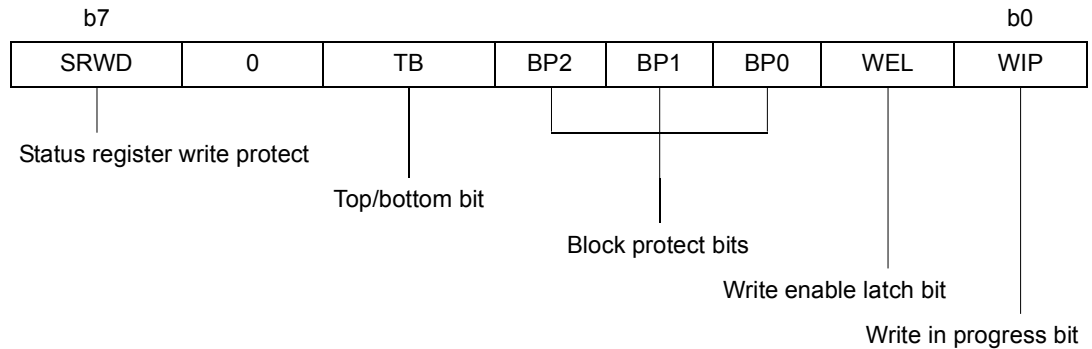 b7 b0
SRWD 0 TB BP2 BP1 BP0 WEL WIP
Status register write protect
Top/bottom bit
Block protect bits
Write enable latch bit
Write in progress bit